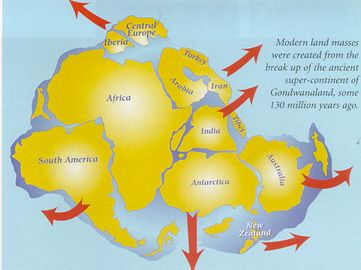 Central
Europe
Iberia
Turkey
Modern land masses
were created from the
break up of the ancient
super-continent of
Gondwanaland, some
130 million years ago.
Arabia
Iran
Africa
Tibet
India
South America
Antarctica
Australia
New
Zealand